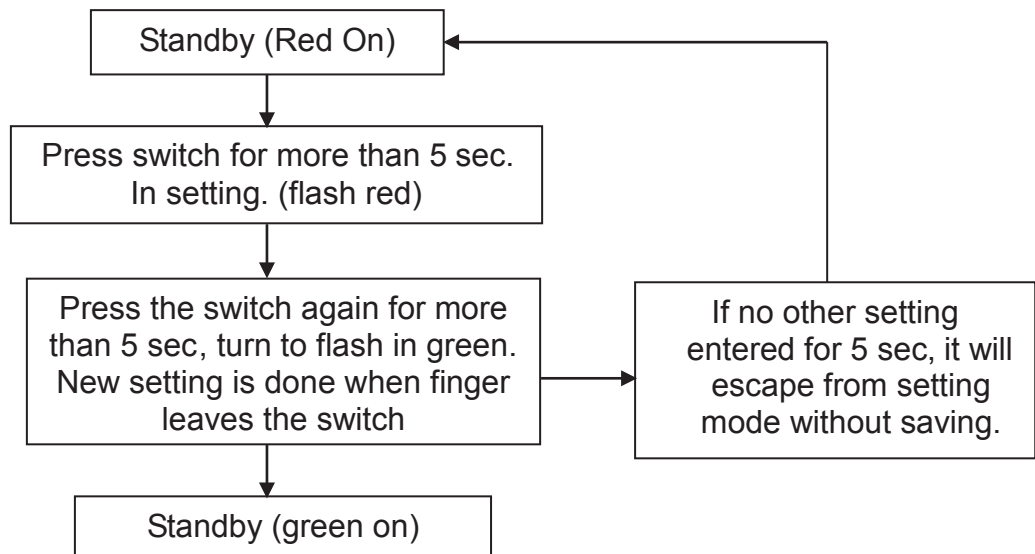 Standby (Red On)
Press switch for more than 5 sec.
In setting. (flash red)
Press the switch again for more
than 5 sec, turn to flash in green.
New setting is done when finger
leaves the switch
If no other setting
entered for 5 sec, it will
escape from setting
mode without saving.
Standby (green on)